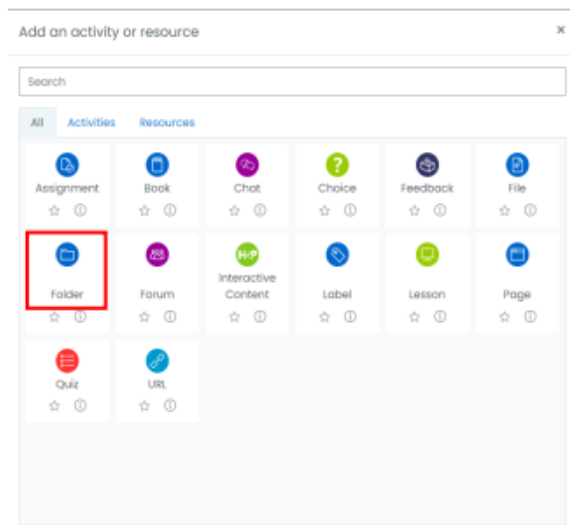 Add an activity or resource ×
Search
All Activities Resources
Assignment Book Chat Choice Feedback File
H-P
Interactive
Folder Forum Content Label Lesson Page
Quiz URL